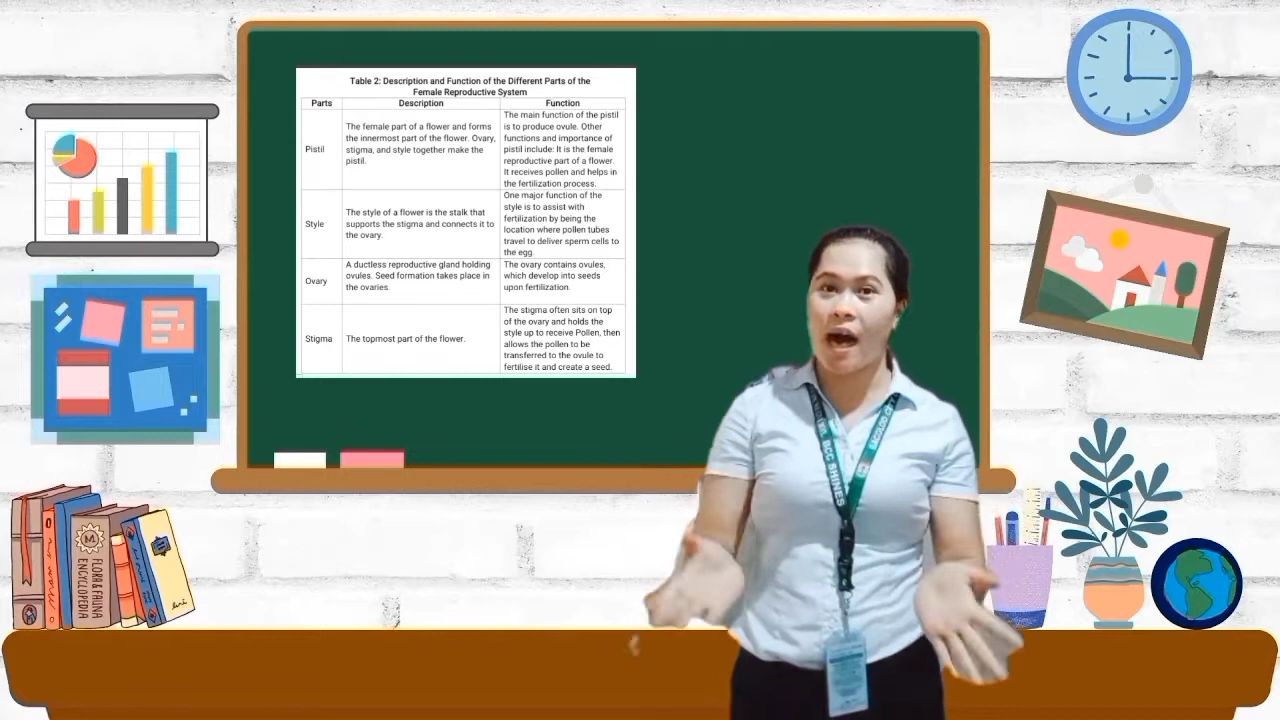 Table 2: Description and Function of the Different Parts of the
Female Reproductive System
Parts
Description
Function
Pistil
The female part of a flower and forms
the innermost part of the flower. Ovary,
stigma, and style together make the
pistil.
The main function of the pistil
is to produce ovule. Other
functions and importance of
pistil include: It is the female
reproductive part of a flower.
It receives pollen and helps in
the fertilization process.
Style
The style of a flower is the stalk that
supports the stigma and connects it to
the ovary.
One major function of the
style is to assist with
fertilization by being the
location where pollen tubes
travel to deliver sperm cells to
the egg.
Ovary
A ductless reproductive gland holding
ovules. Seed formation takes place in
the ovaries.
The ovary contains ovules,
which develop into seeds
upon fertilization.
Stigma
The topmost part of the flower.
The stigma often sits on top
of the ovary and holds the
style up to receive Pollen, then
allows the pollen to be
transferred to the ovule to
fertilise it and create a seed.
M
FLORA & FAUNA
ENCYCLOPEDIA
BCC SHINES